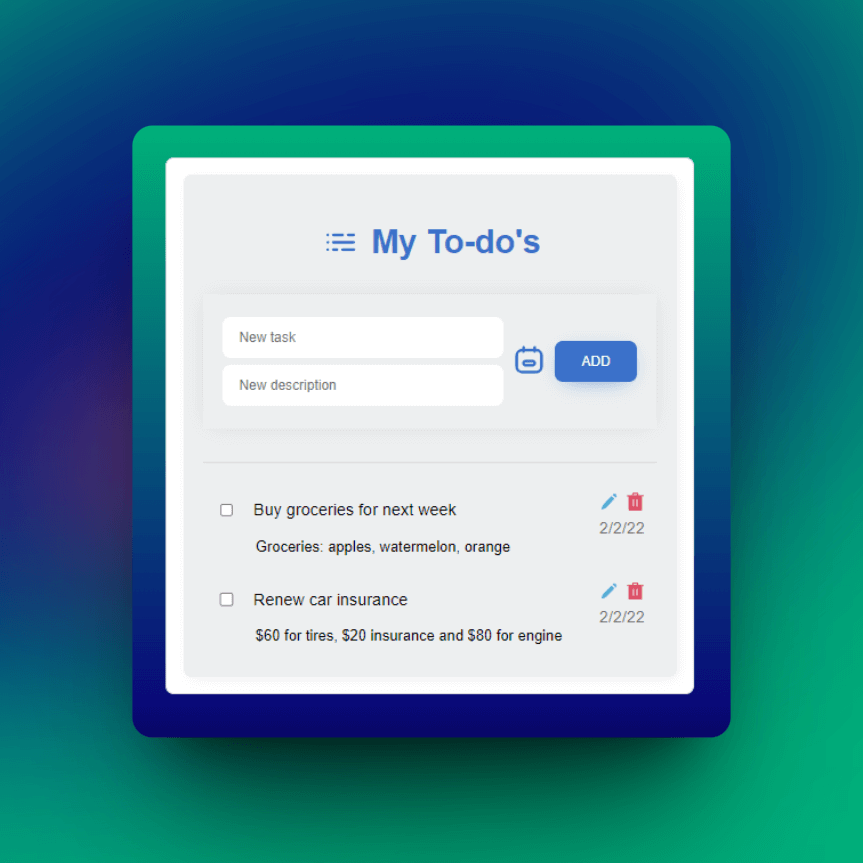 My To-do's
New task
New description
ADD
Buy groceries for next week
2/2/22
Groceries: apples, watermelon, orange
Renew car insurance
2/2/22
$60 for tires, $20 insurance and $80 for engine